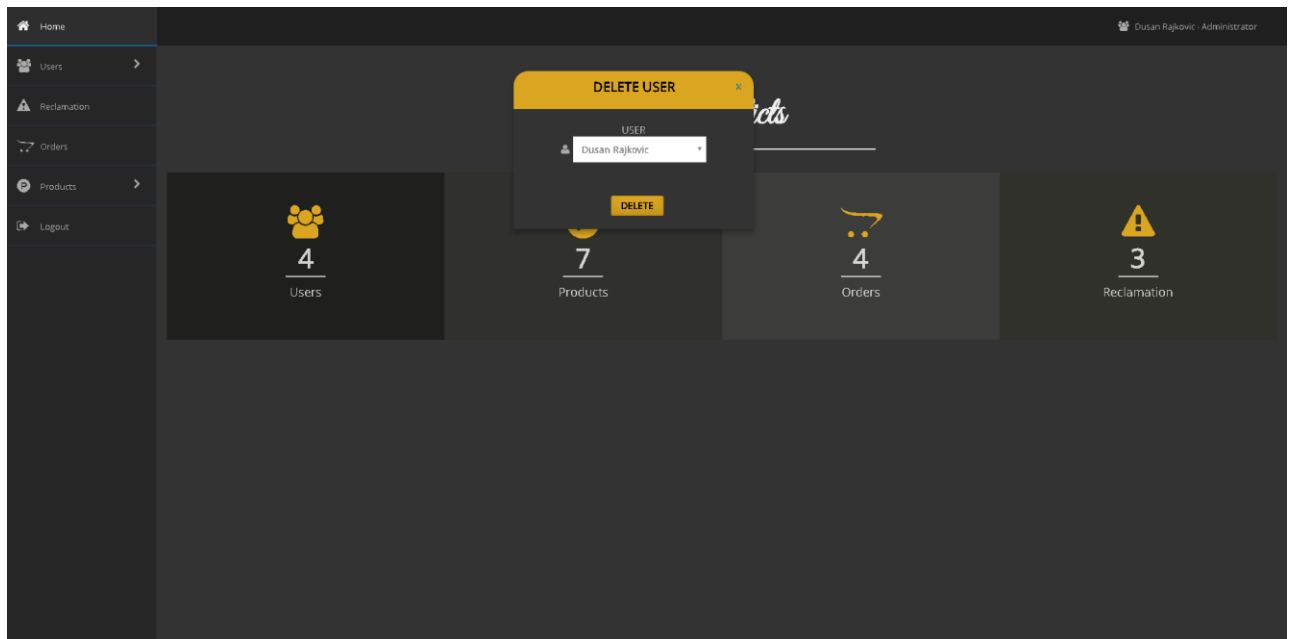 Home
Dusan Rajkovic - Administrator
Users
Reclamation
Orders
Products
Logout
DELETE USER
x
USER
Dusan Rajkovic
DELETE
4
Users
7
Products
4
Orders
3
Reclamation